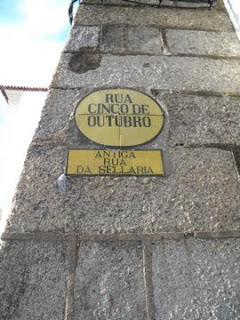 RUA
CINCO DE
OUTUBRO
ANTIGA
RUA
DA SELLARIA